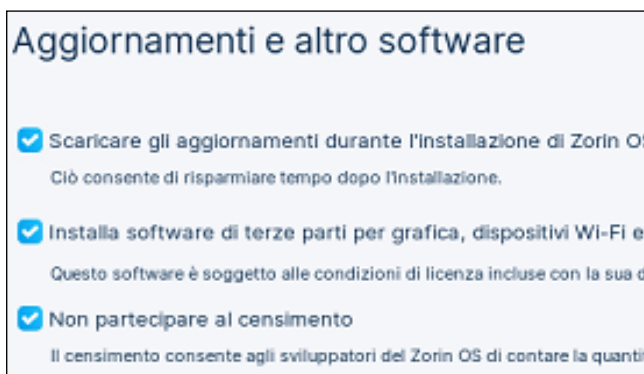 Aggiornamenti e altro software
Scaricare gli aggiornamenti durante l'installazione di Zorin OS
Ciò consente di risparmiare tempo dopo l'installazione.
Installa software di terze parti per grafica, dispositivi Wi-Fi e
Questo software è soggetto alle condizioni di licenza incluse con la sua d
Non partecipare al censimento
Il censimento consente agli sviluppatori del Zorin OS di contare la quanti